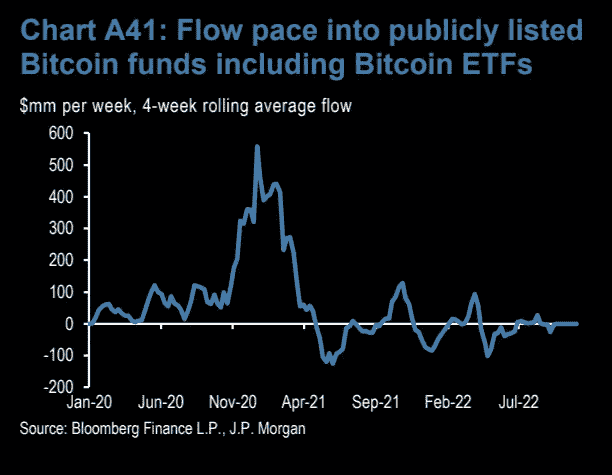 Chart A41: Flow pace into publicly listed
Bitcoin funds including Bitcoin ETFs
$mm per week, 4-week rolling average flow
600
500
400
300
200
100
0
-100
-200
Jan-20 Jun-20 Nov-20 Apr-21 Sep-21 Feb-22 Jul-22
Source: Bloomberg Finance L.P., J.P. Morgan